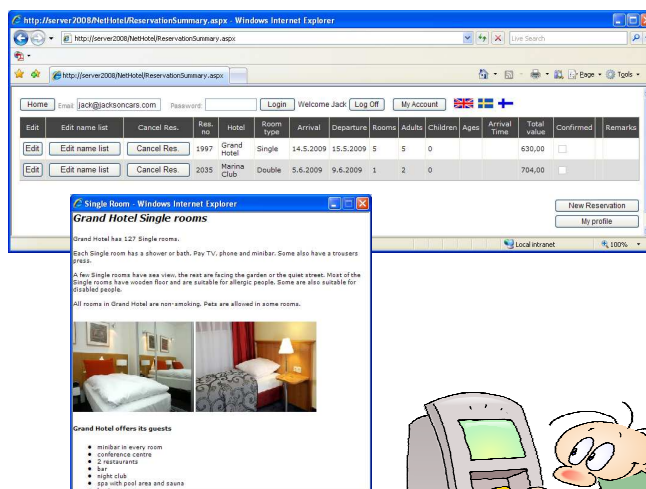 http://server2008/NetHotel/ReservationSummary.aspx - Windows Internet Explorer
http://server2008/NetHotel/ReservationSummary.aspx
Live Search
http://server2008/NetHotel/ReservationSummary.aspx
Page Tools
Home Email jack@jacksoncars.com Password Login Welcome Jack Log Off My Account
Edit Edit name list Cancel Res. Res. no Hotel Room type Arrival Departure Rooms Adults Children Ages Arrival Time Total value Confirmed Remarks
Edit Edit name list Cancel Res. 1997 Grand Hotel Single 14.5.2009 15.5.2009 5 5 0 630,00
Edit Edit name list Cancel Res. 2035 Marina Club Double 5.6.2009 9.6.2009 1 2 0 704,00
New Reservation
My profile
Local intranet 100%
Single Room - Windows Internet Explorer
Grand Hotel Single rooms
Grand Hotel has 127 Single rooms.
Each Single room has a shower or bath. Pay TV, phone and minibar. Some also have a trousers
press.
A few Single rooms have sea view, the rest are facing the garden or the quiet street. Most of the
Single rooms have wooden floor and are suitable for allergic people. Some are also suitable for
disabled people.
All rooms in Grand Hotel are non-smoking. Pets are allowed in some rooms.
Grand Hotel offers its guests
minibar in every room
conference centre
2 restaurants
bar
night club
spa with pool area and sauna